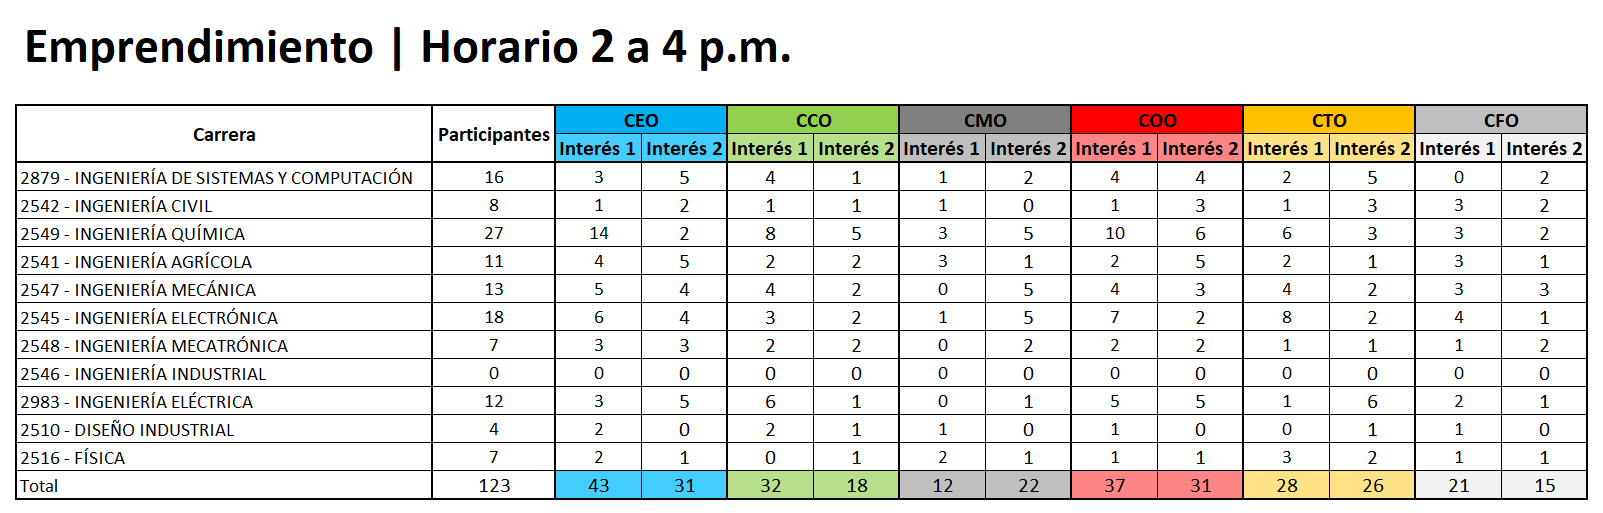 Emprendimiento | Horario 2 a 4 p.m.
Carrera Participantes CEO CCO CMO COO CTO CFO
Interés 1 Interés 2 Interés 1 Interés 2 Interés 1 Interés 2 Interés 1 Interés 2 Interés 1 Interés 2 Interés 1 Interés 2
2879 - INGENIERÍA DE SISTEMAS Y COMPUTACIÓN 16 3 5 4 1 1 2 4 4 2 5 0 2
2542 - INGENIERÍA CIVIL 8 1 2 1 1 1 0 1 3 1 3 3 2
2549 - INGENIERÍA QUÍMICA 27 14 2 8 5 3 5 10 6 6 3 3 2
2541 - INGENIERÍA AGRÍCOLA 11 4 5 2 2 3 1 2 5 2 1 3 1
2547 - INGENIERÍA MECÁNICA 13 5 4 4 2 0 5 4 3 4 2 3 3
2545 - INGENIERÍA ELECTRÓNICA 18 6 4 3 2 1 5 7 2 8 2 4 1
2548 - INGENIERÍA MECATRÓNICA 7 3 3 2 2 0 2 2 2 1 1 1 2
2546 - INGENIERÍA INDUSTRIAL 0 0 0 0 0 0 0 0 0 0 0 0 0
2983 - INGENIERÍA ELÉCTRICA 12 3 5 6 1 0 1 5 5 1 6 2 1
2510 - DISEÑO INDUSTRIAL 4 2 0 2 1 1 0 1 0 0 1 1 0
2516 - FÍSICA 7 2 1 0 1 2 1 1 1 3 2 1 1
Total 123 43 31 32 18 12 22 37 31 28 26 21 15